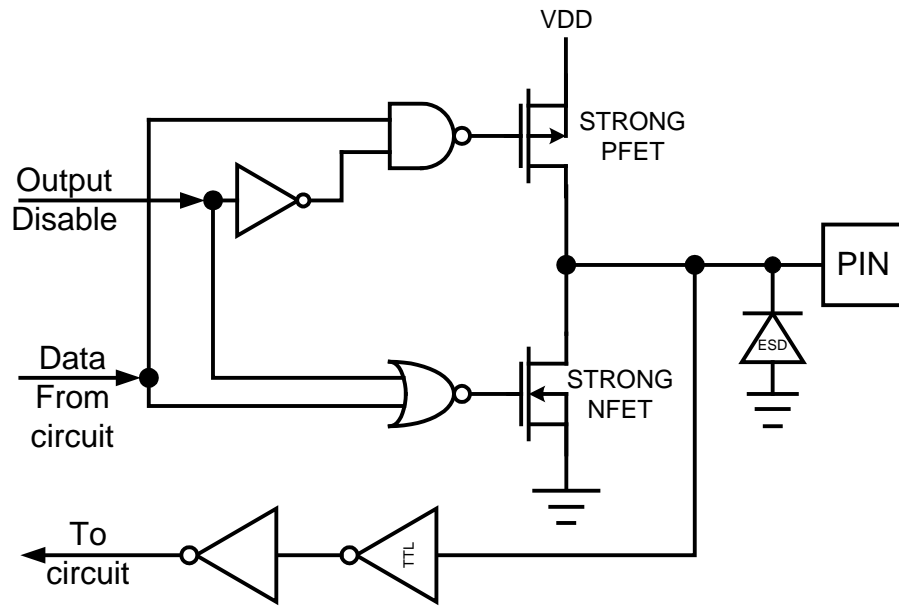 VDD
STRONG
PFET
Output
Disable
PIN
ESD
Data
From
circuit
STRONG
NFET
To
circuit
TTL